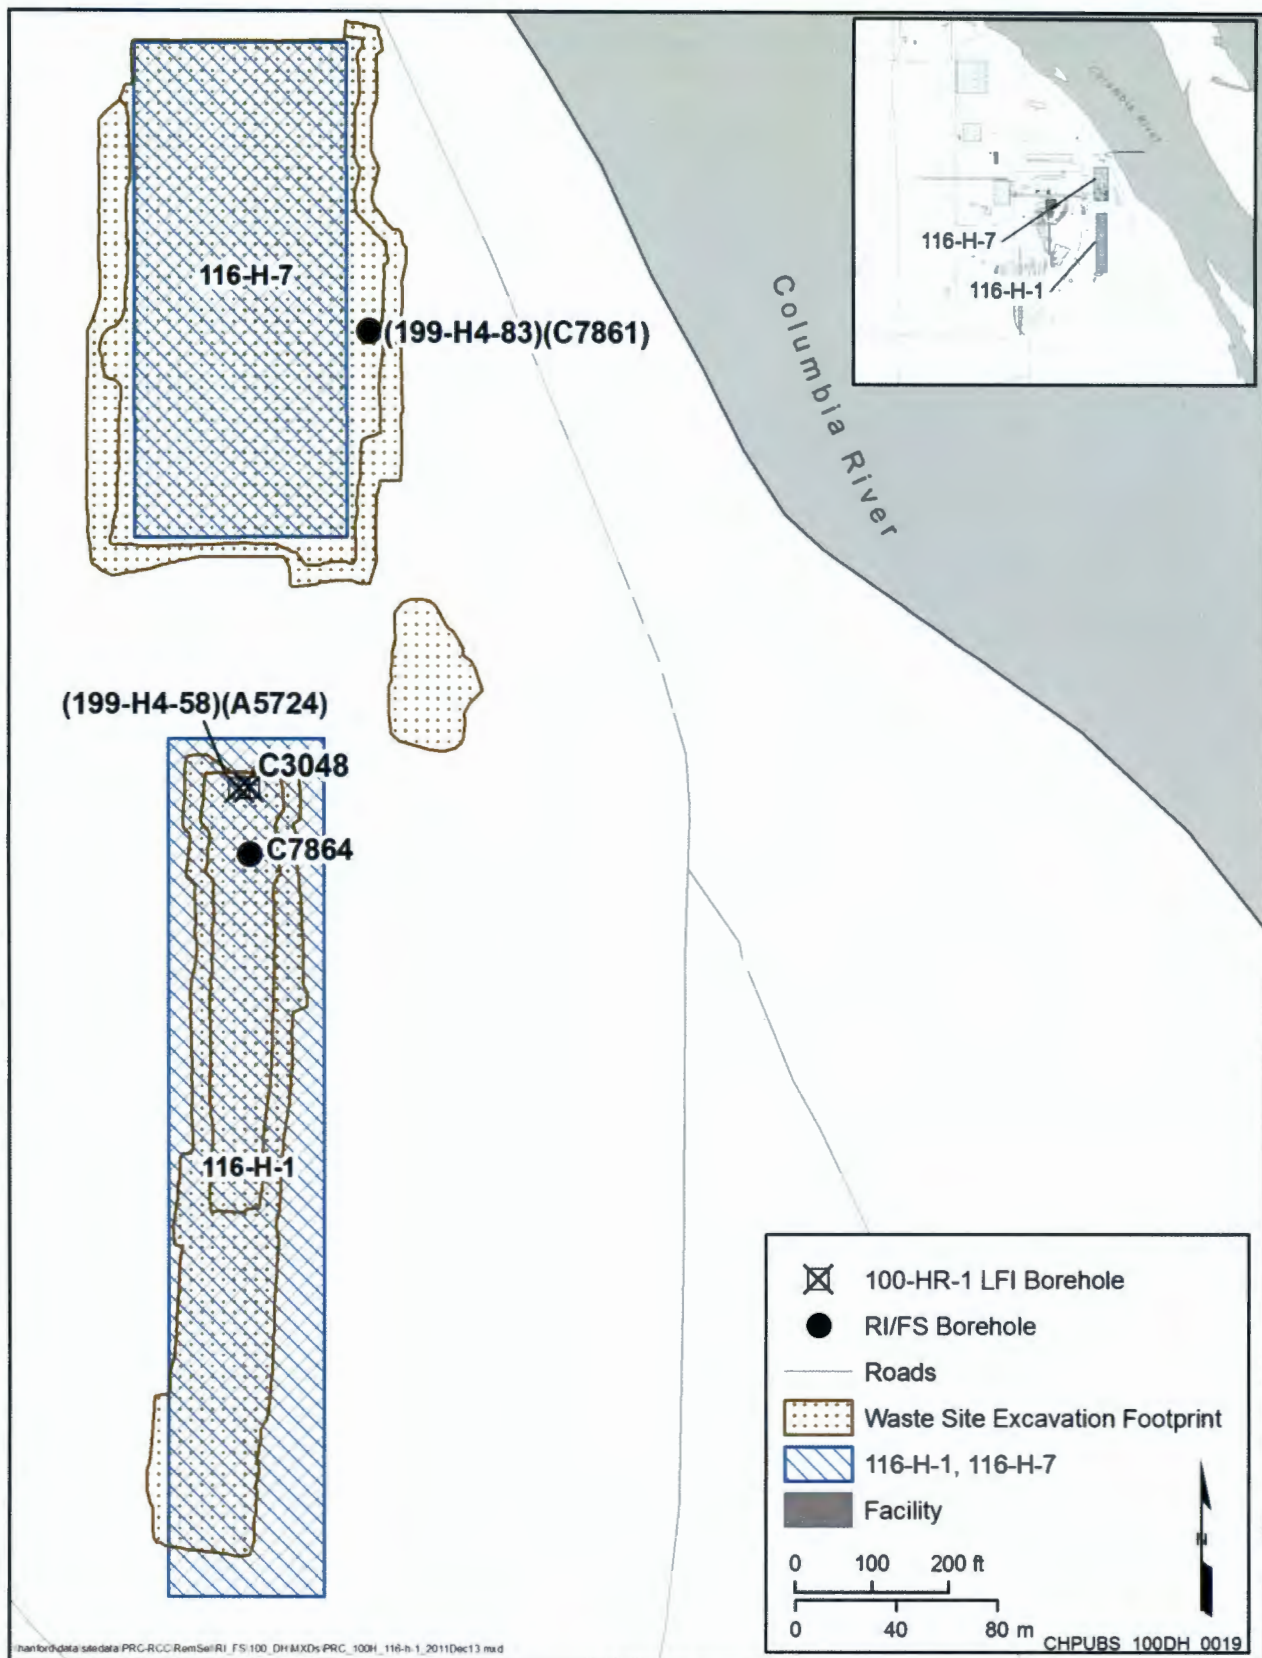 Columbia River
116-H-7
116-H-1
116-H-7
(199-H4-83)(C7861)
Columbia River
(199-H4-58)(A5724)
C3048
C7864
116-H-1
100-HR-1 LFI Borehole
RI/FS Borehole
Roads
Waste Site Excavation Footprint
116-H-1, 116-H-7
Facility
N
0 100 200 ft
0 40 80 m
CHPUBS_100DH_0019